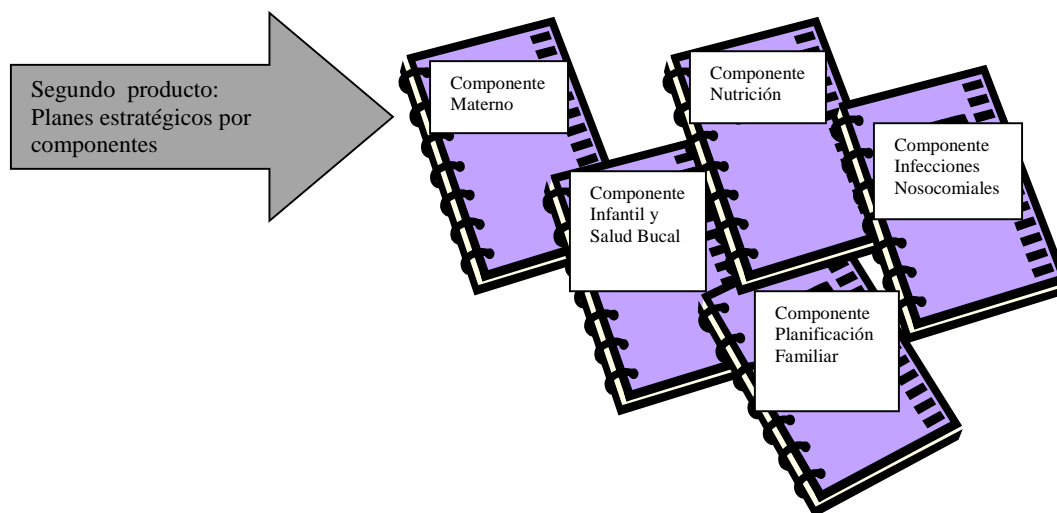 Segundo producto:
Planes estratégicos por
componentes
Componente
Materno
Componente
Nutrición
Componente
Infecciones
Nosocomiales
Componente
Infantil y
Salud Bucal
Componente
Planificación
Familiar